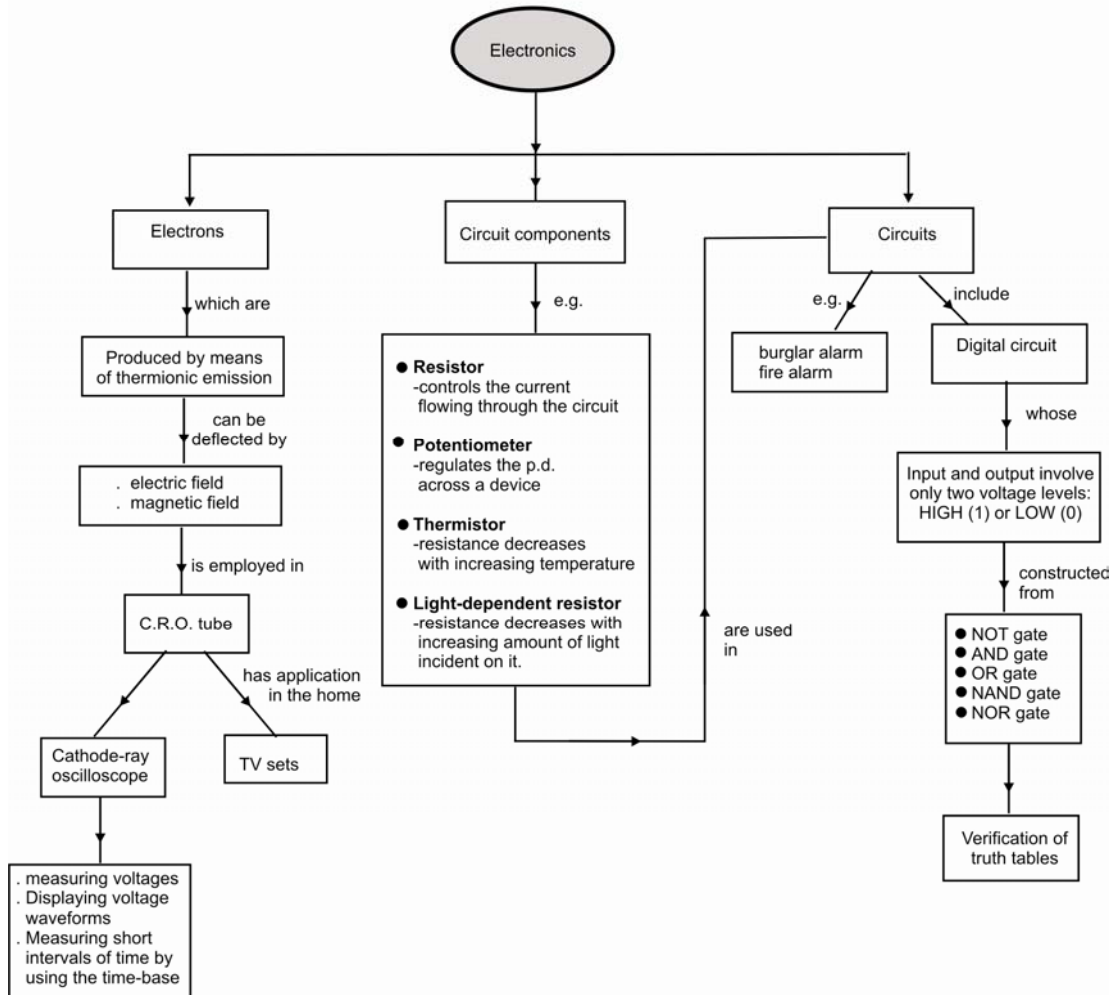 Electronics
Electrons
which are
Produced by means
of thermionic emission
can be
deflected by
. electric field
. magnetic field
is employed in
C.R.O. tube
has application
in the home
Cathode-ray
oscilloscope
TV sets
. measuring voltages
. Displaying voltage
waveforms
. Measuring short
intervals of time by
using the time-base
Circuit components
e.g.
● Resistor
-controls the current
flowing through the circuit
● Potentiometer
-regulates the p.d.
across a device
● Thermistor
-resistance decreases
with increasing temperature
● Light-dependent resistor
-resistance decreases with
increasing amount of light
incident on it.
are used
in
Circuits
e.g.
include
burglar alarm
fire alarm
Digital circuit
whose
Input and output involve
only two voltage levels:
HIGH (1) or LOW (0)
constructed
from
● NOT gate
● AND gate
● OR gate
● NAND gate
● NOR gate
Verification of
truth tables